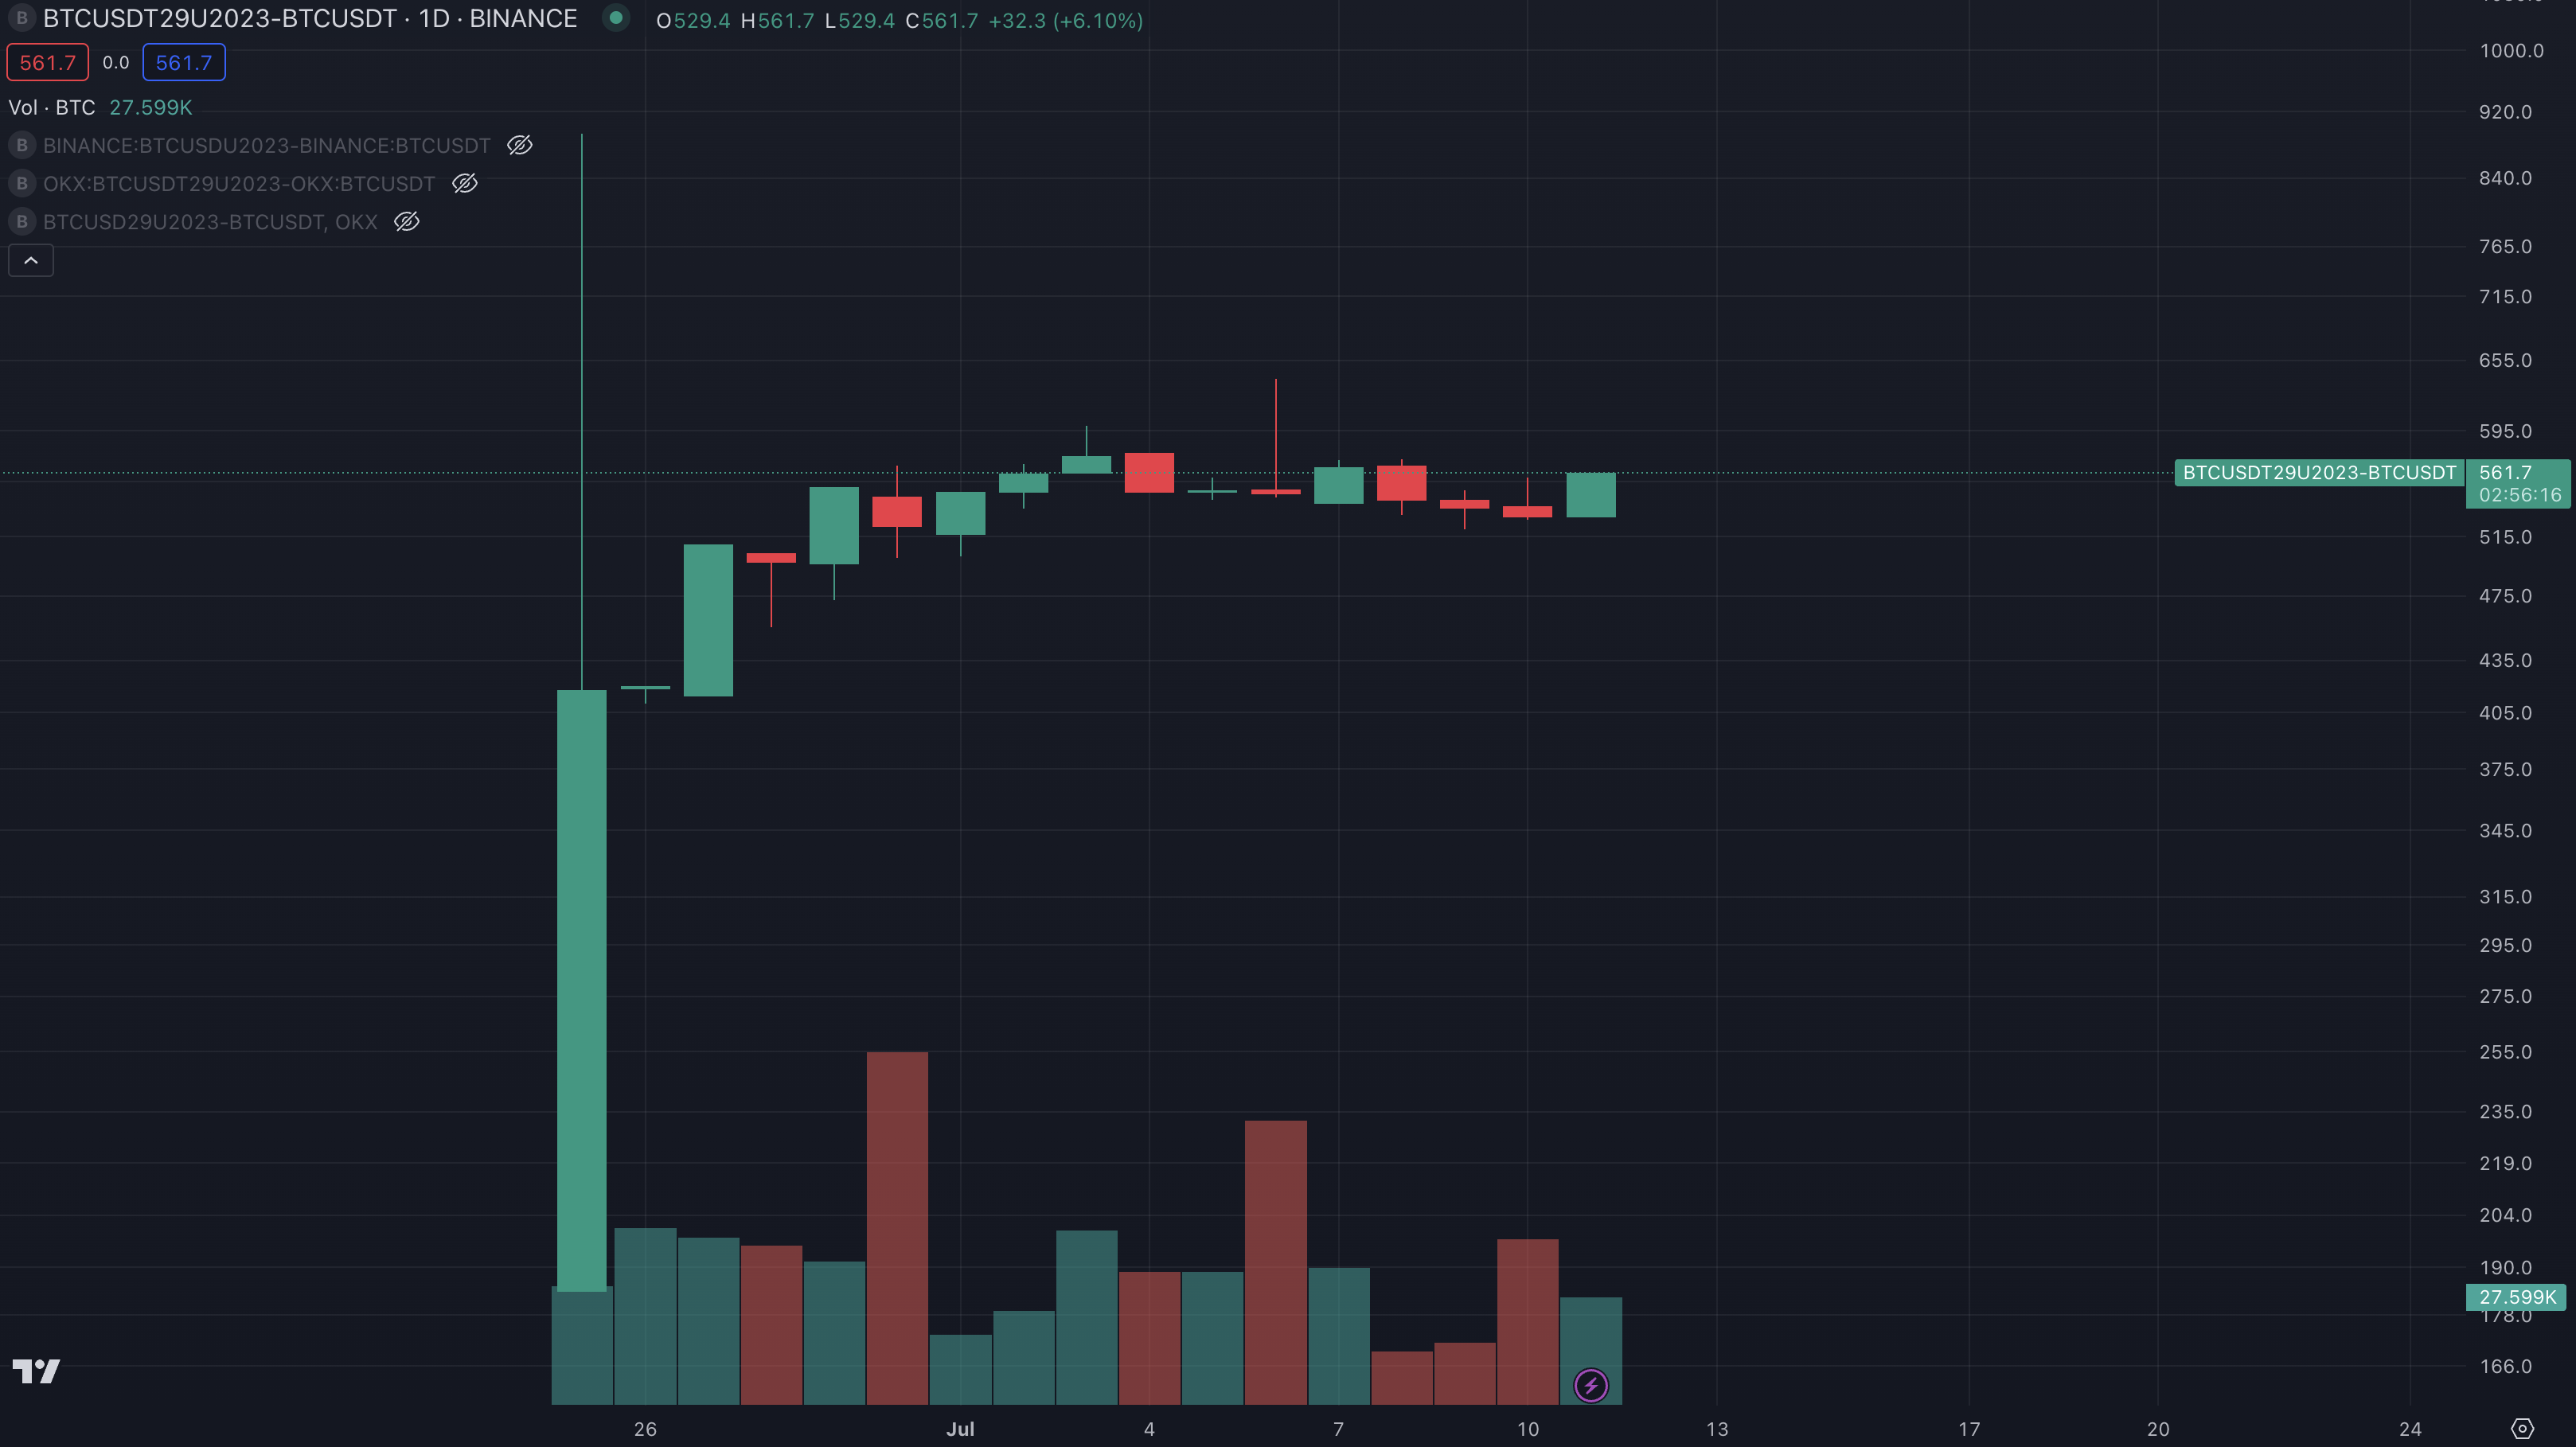 B BTCUSDT29U2023-BTCUSDT · 1D · BINANCE O529.4 H561.7 L529.4 C561.7 +32.3 (+6.10%)
561.7 0.0 561.7
Vol · BTC 27.599K
B BINANCE:BTCUSDU2023-BINANCE:BTCUSDT
B OKX:BTCUSDT29U2023-OKX:BTCUSDT
B BTCUSD29U2023-BTCUSDT, OKX
1000.0
920.0
840.0
765.0
715.0
655.0
595.0
BTCUSDT29U2023-BTCUSDT 561.7
02:56:16
515.0
475.0
435.0
405.0
375.0
345.0
315.0
295.0
275.0
255.0
235.0
219.0
204.0
190.0
27.599K
178.0
166.0
26 Jul 4 7 10 13 17 20 24